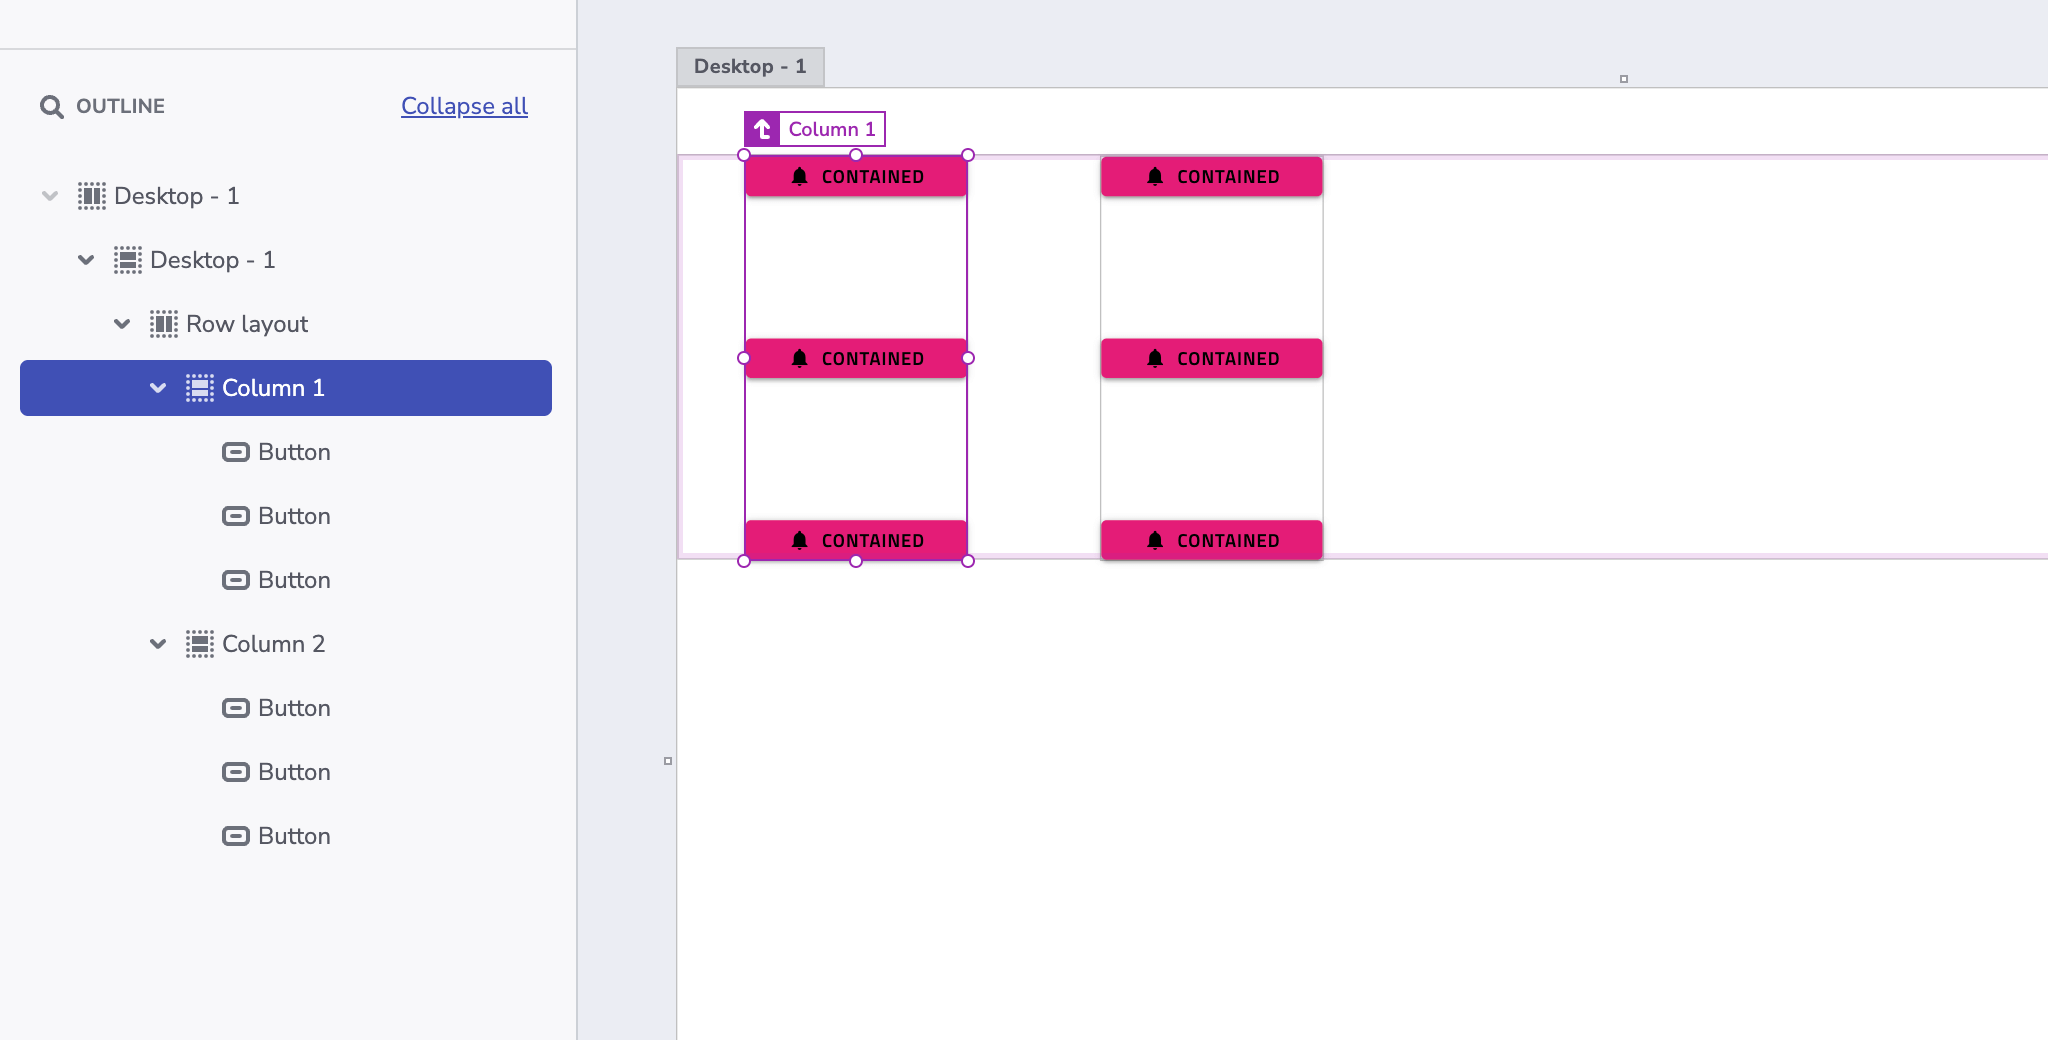 OUTLINE
Collapse all
Desktop - 1
Desktop - 1
Row layout
Column 1
Button
Button
Button
Column 2
Button
Button
Button
Desktop - 1
Column 1
CONTAINED
CONTAINED
CONTAINED
CONTAINED
CONTAINED
CONTAINED